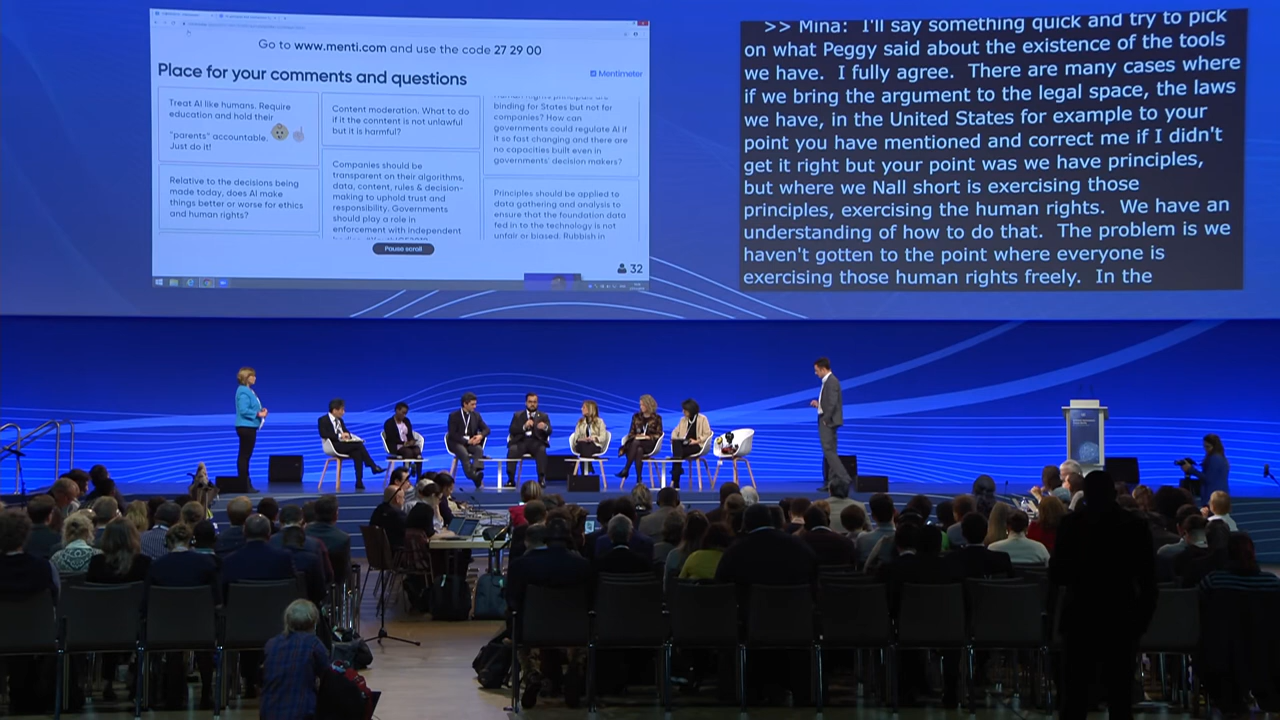 Go to www.menti.com and use the code 27 29 00
Place for your comments and questions
Mentimeter
Treat AI like humans. Require
education and hold their
"parents" accountable.
Just do it!
Relative to the decisions being
made today, does AI make
things better or worse for ethics
and human rights?
Content moderation. What to do
if it the conntent is not unlawful
but it is harmful?
Companies should be
transparent on their algorithms,
data, content, rules & decision-
making to uphold trust and
responsibility. Governments
should play a role in
enforcement with independent
binding for States but not for
companies? How can
governments could regulate AI if
it so fast changing and there are
no capacities built even in
governments' decision makers?
Principles should be applied to
data gathering and analysis to
ensure that the foundation data
fed in to the technology is not
unfair or biased. Rubbish in
Pause scroll
32
>> Mina: I'll say something quick and try to pick
on what Peggy said about the existence of the tools
we have. I fully agree. There are many cases where
if we bring the argument to the legal space, the laws
we have, in the United States for example to your
point you have mentioned and correct me if I didn't
get it right but your point was we have principles,
but where we Nall short is exercising those
principles, exercising the human rights. We have an
understanding of how to do that. The problem is we
haven't gotten to the point where everyone is
exercising those human rights freely. In the